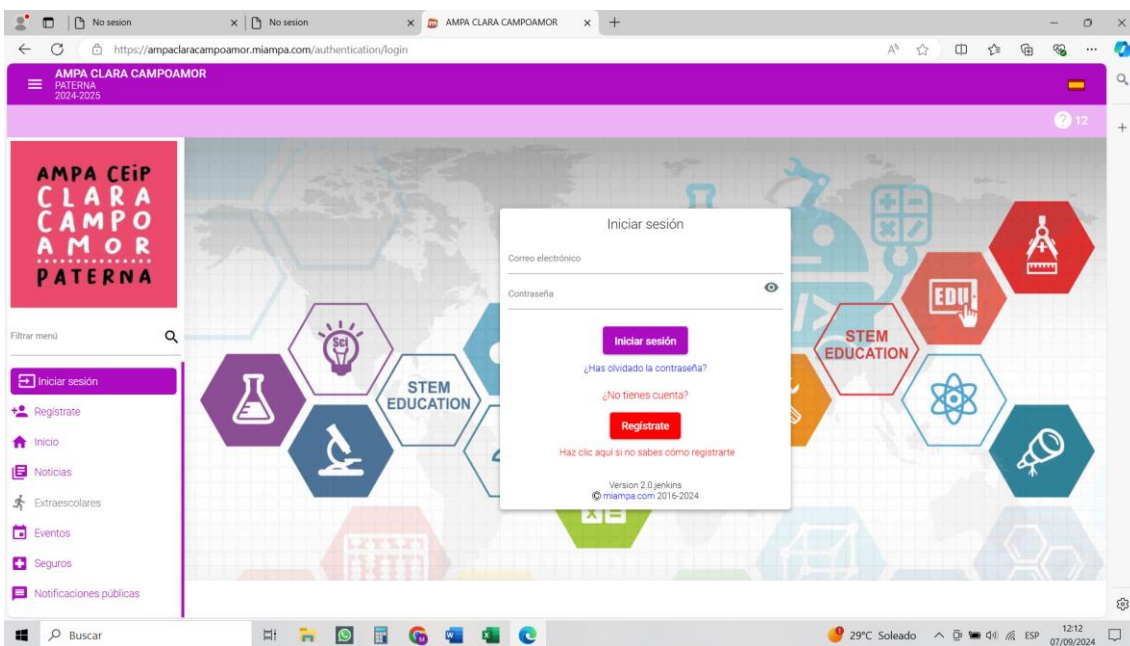 No sesion
No sesion
AMPA CLARA CAMPOAMOR
https://ampaclaracampoamor.miampa.com/authentication/login
AMPA CLARA CAMPOAMOR
PATERNA
2024-2025
12
AMPA CEiP
CLARA
CAMPO
AMOR
PATERNA
Filtrar menú
Iniciar sesión
Regístrate
Inicio
Noticias
Extraescolares
Eventos
Seguros
Notificaciones públicas
Sci
STEM
EDUCATION
Iniciar sesión
Correo electrónico
Contraseña
Iniciar sesión
¿Has olvidado la contraseña?
¿No tienes cuenta?
Regístrate
Haz clic aquí si no sabes cómo registrarte
Version 2.0.jenkins
© miampa.com 2016-2024
EDU
STEM
EDUCATION
Buscar
29°C Soleado
ESP
12:12
07/09/2024